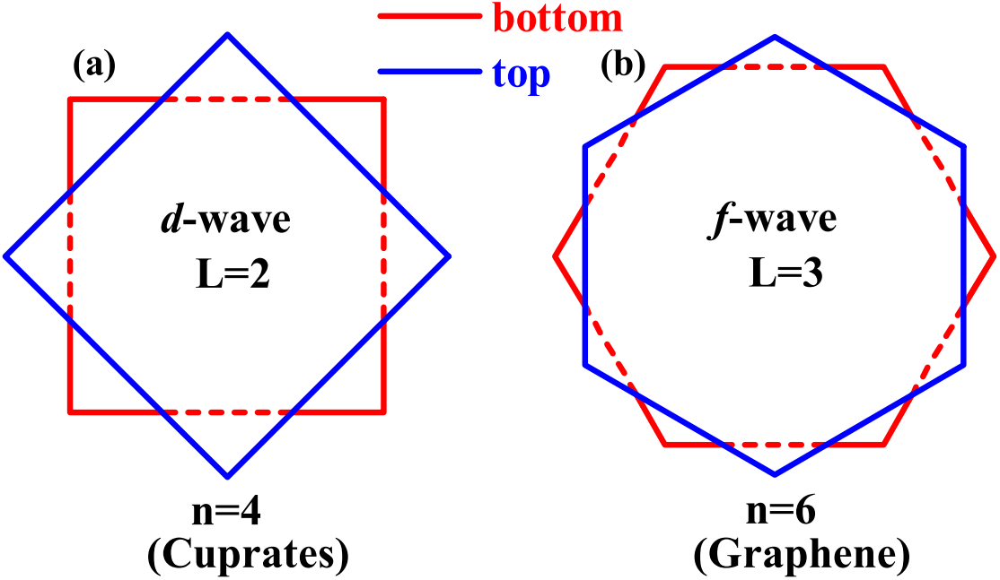 bottom
top
(a)
d-wave
L=2
n=4
(Cuprates)
(b)
f-wave
L=3
n=6
(Graphene)